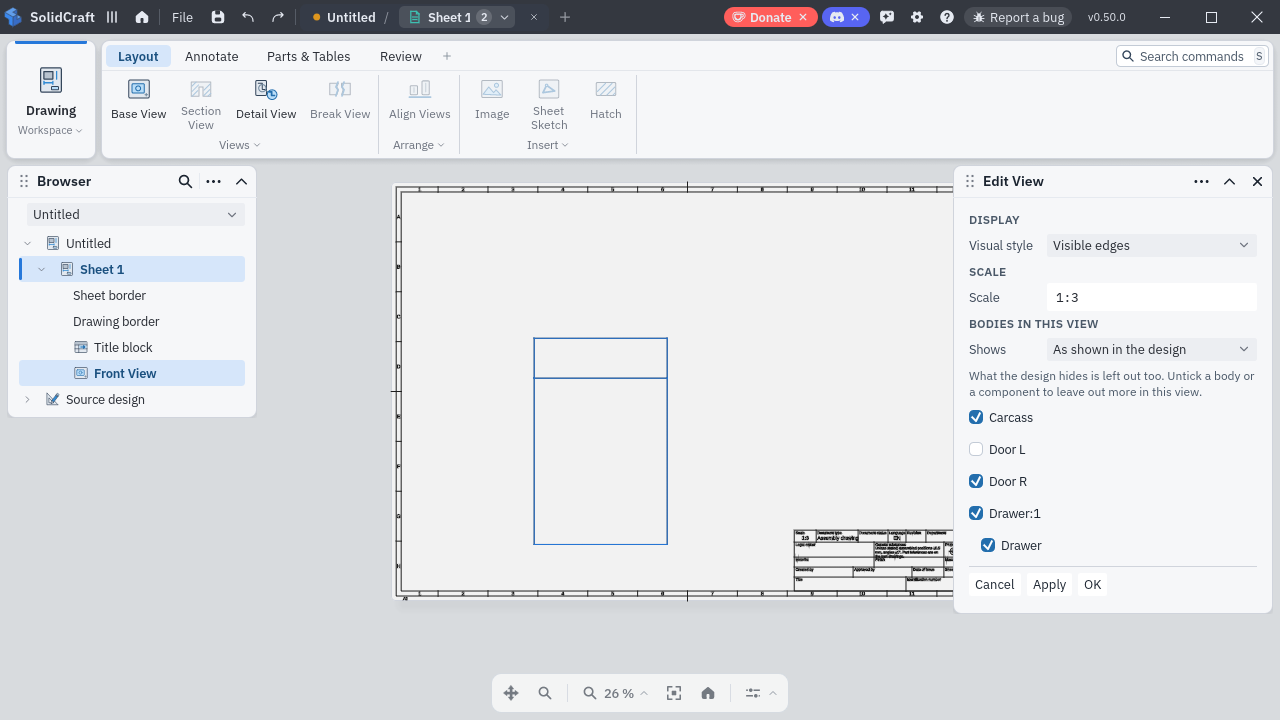 SolidCraft
File
Untitled
/
Sheet 1
2
Donate
Report a bug
v0.50.0
Drawing
Workspace
Layout
Annotate
Parts & Tables
Review
Search commands
S
Base View
Section View
Detail View
Break View
Views
Align Views
Arrange
Image
Sheet Sketch
Hatch
Insert
Browser
Untitled
Untitled
Sheet 1
Sheet border
Drawing border
Title block
Front View
Source design
Assembly drawing
1:3
EN
Edit View
DISPLAY
Visual style
Visible edges
SCALE
Scale
1:3
BODIES IN THIS VIEW
Shows
As shown in the design
What the design hides is left out too. Untick a body or
a component to leave out more in this view.
Carcass
Door L
Door R
Drawer:1
Drawer
Cancel
Apply
OK
26 %